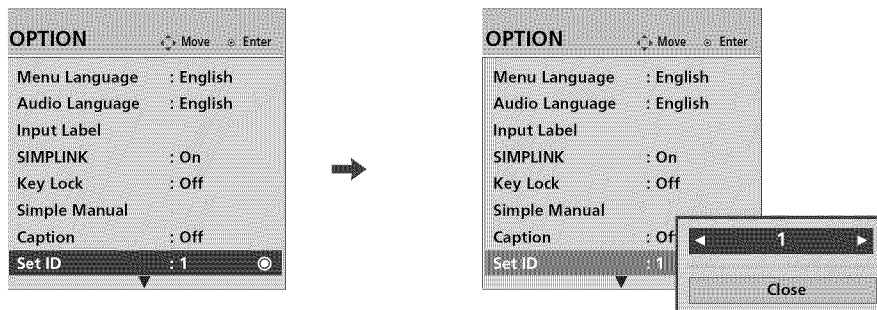 OPTION Move Enter
Menu Language : English
Audio Language : English
Input Label
SIMPLINK : On
Key Lock : Off
Simple Manual
Caption : Off
Set ID : 1
OPTION Move Enter
Menu Language : English
Audio Language : English
Input Label
SIMPLINK : On
Key Lock : Off
Simple Manual
Caption : Of
Set ID : 1
1
Close